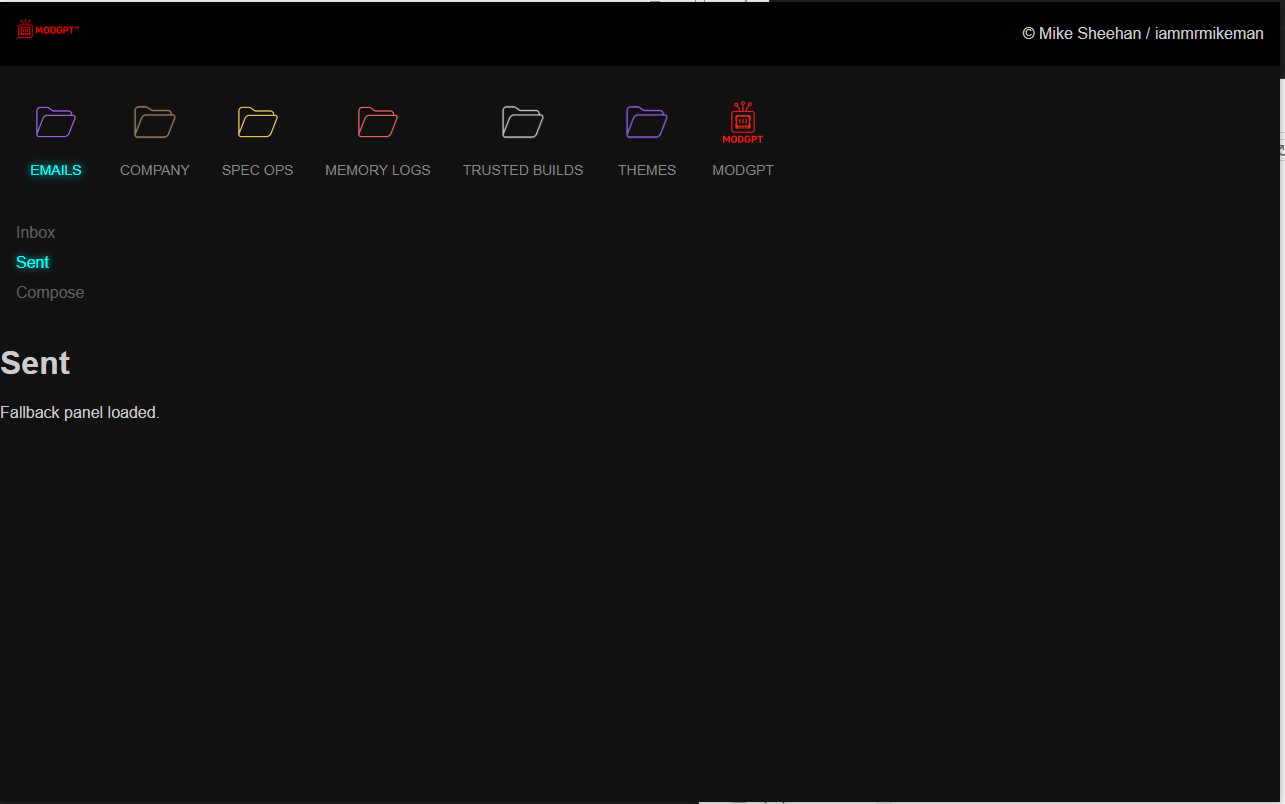 MODGPT™
© Mike Sheehan / iammrmikeman
EMAILS COMPANY SPEC OPS MEMORY LOGS TRUSTED BUILDS THEMES MODGPT
MODGPT
Inbox
Sent
Compose
Sent
Fallback panel loaded.